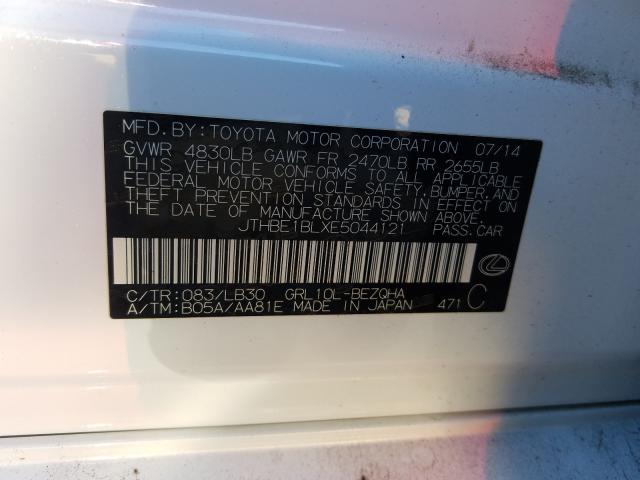 MFD.BY:TOYOTA MOTOR CORPORATION 07/14
GVWR 4830LB GAWR FR 2470LB RR 2655LB
THIS VEHICLE CONFORMS TO ALL APPLICABLE
FEDERAL MOTOR VEHICLE SAFETY, BUMPER, AND
THEFT PREVENTION STANDARDS IN EFFECT ON
THE DATE OF MANUFACTURE SHOWN ABOVE.
JTHBE1BLXE5044121 PASS.CAR
C/TR:083/LB30 GRL10L-BEZQHA
A/TM:B05A/AA81E MADE IN JAPAN 471 C